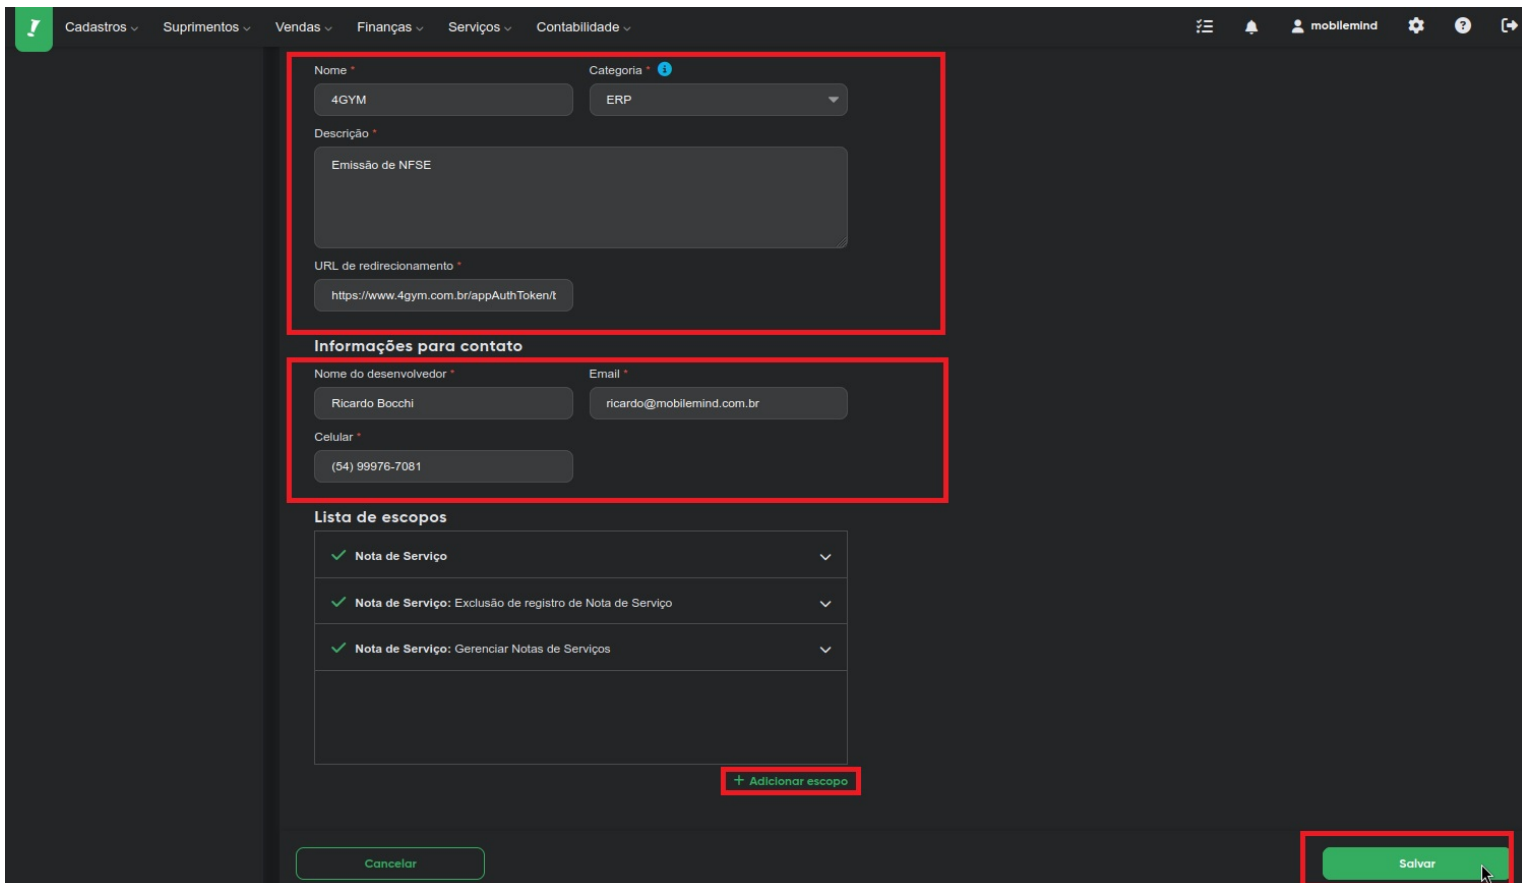 Cadastros Suprimentos Vendas Finanças Serviços Contabilidade mobilemind
Nome * Categoria *
4GYM ERP
Descrição *
Emissão de NFSE
URL de redirecionamento *
https://www.4gym.com.br/appAuthToken/t
Informações para contato
Nome do desenvolvedor * Email *
Ricardo Bocchi ricardo@mobilemind.com.br
Celular *
(54) 99976-7081
Lista de escopos
Nota de Serviço
Nota de Serviço: Exclusão de registro de Nota de Serviço
Nota de Serviço: Gerenciar Notas de Serviços
+ Adicionar escopo
Cancelar Salvar